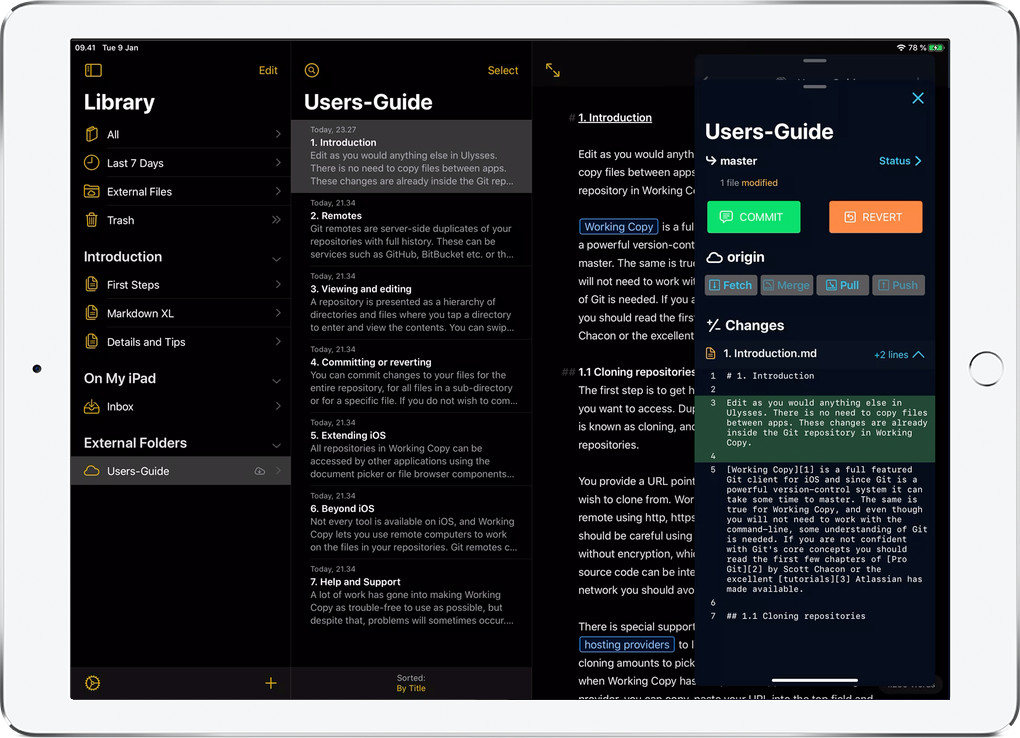 09.41 Tue 9 Jan
78 %
Edit
Library
All
Last 7 Days
External Files
Trash
Introduction
First Steps
Markdown XL
Details and Tips
On My iPad
Inbox
External Folders
Users-Guide
Select
Users-Guide
Today, 23.27
1. Introduction
Edit as you would anything else in Ulysses.
There is no need to copy files between apps.
These changes are already inside the Git rep...
Today, 21.34
2. Remotes
Git remotes are server-side duplicates of your
repositories with full history. These can be
services such as GitHub, BitBucket etc. or th...
Today, 21.34
3. Viewing and editing
A repository is presented as a hierarchy of
directories and files where you tap a directory
to enter and view the contents. You can swip...
Today, 21.34
4. Committing or reverting
You can commit changes to your files for the
entire repository, for all files in a sub-directory
or for a specific file. If you do not wish to com...
Today, 21.34
5. Extending iOS
All repositories in Working Copy can be
accessed by other applications using the
document picker or file browser components...
Today, 21.34
6. Beyond iOS
Not every tool is available on iOS, and Working
Copy lets you use remote computers to work
on the files in your repositories. Git remotes c...
Today, 21.34
7. Help and Support
A lot of work has gone into making Working
Copy as trouble-free to use as possible, but
despite that, problems will sometimes occur....
Sorted:
By Title
# 1. Introduction
Edit as you would anyth
copy files between apps
repository in Working Co
Working Copy is a ful
a powerful version-cont
master. The same is true
will not need to work wit
of Git is needed. If you a
you should read the first
Chacon or the excellent
## 1.1 Cloning repositories
The first step is to get h
you want to access. Dup
is known as cloning, and
repositories.
You provide a URL point
wish to clone from. Wor
remote using http, https
should be careful using
without encryption, whic
source code can be inte
network you should avo
There is special support
hosting providers to l
cloning amounts to pick
when Working Copy has
provider, you can copy-paste your URL into the top field and
Users-Guide
master
Status
1 file modified
COMMIT
REVERT
origin
Fetch
Merge
Pull
Push
Changes
1. Introduction.md
+2 lines
1 # 1. Introduction
2
3 Edit as you would anything else in
Ulysses. There is no need to copy files
between apps. These changes are already
inside the Git repository in Working
Copy.
4
5 [Working Copy][1] is a full featured
Git client for iOS and since Git is a
powerful version-control system it can
take some time to master. The same is
true for Working Copy, and even though
you will not need to work with the
command-line, some understanding of Git
is needed. If you are not confident
with Git's core concepts you should
read the first few chapters of [Pro
Git][2] by Scott Chacon or the
excellent [tutorials][3] Atlassian has
made available.
6
7 ## 1.1 Cloning repositories